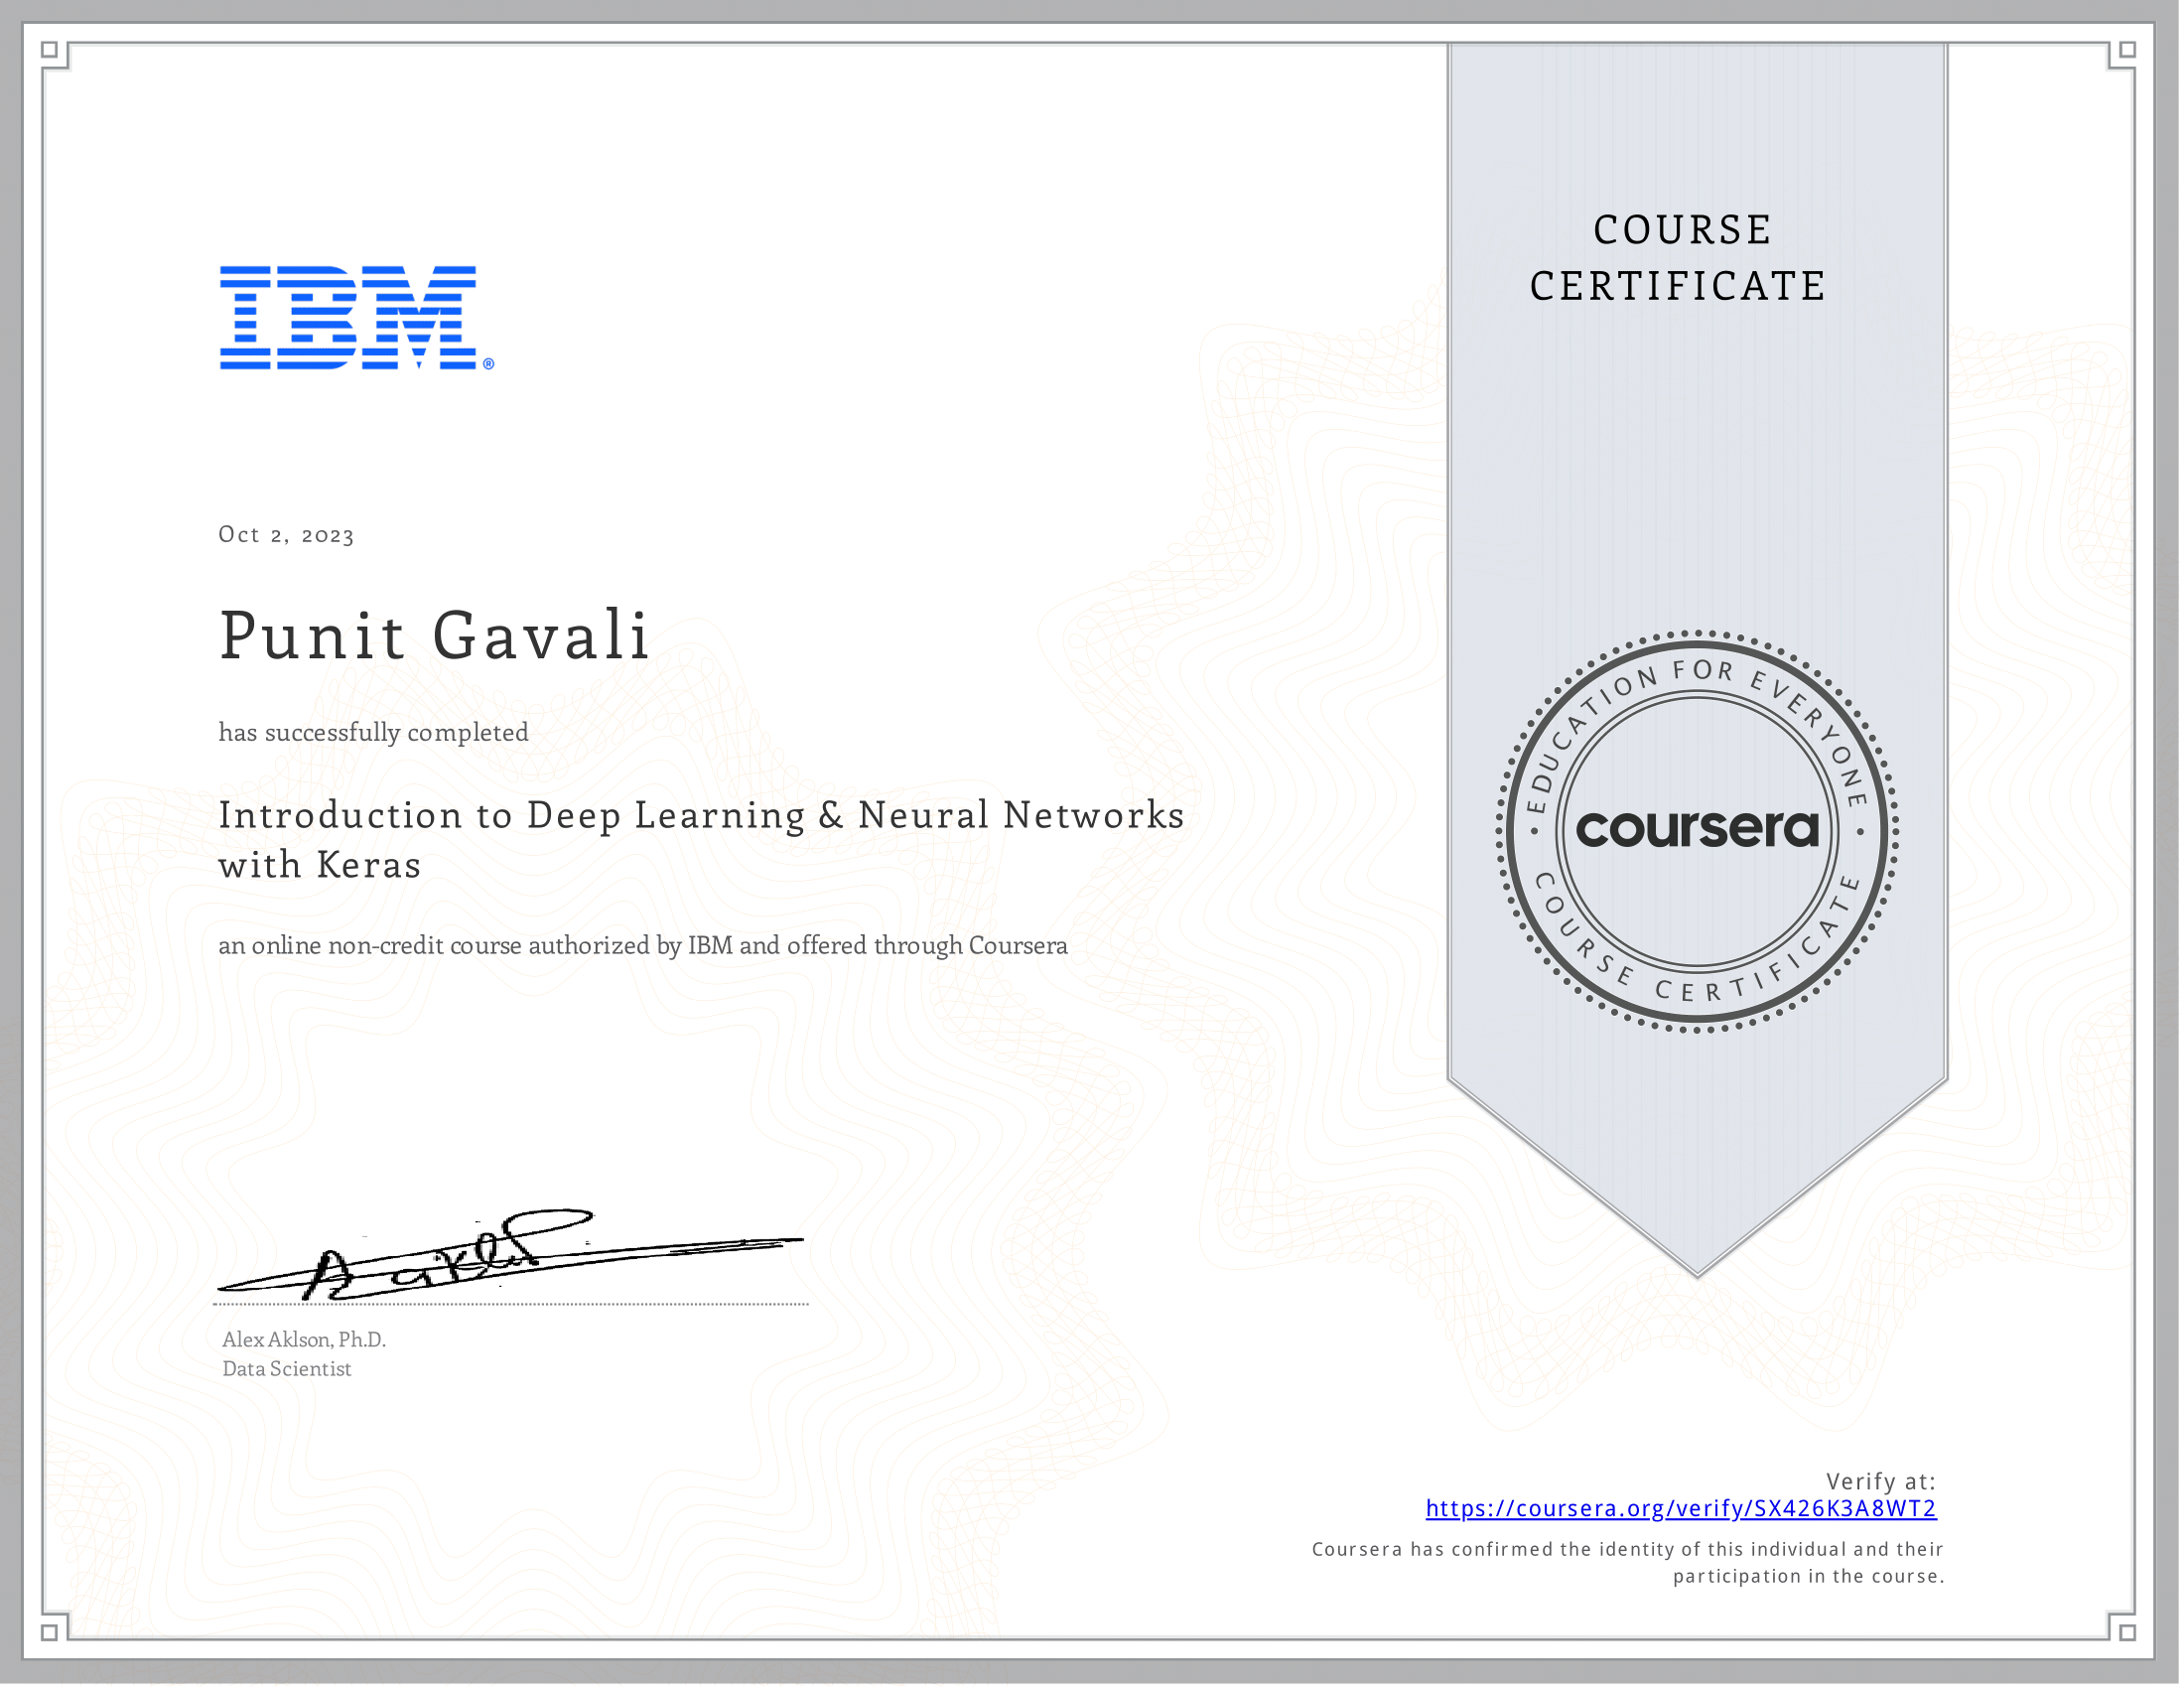 IBM®
COURSE
CERTIFICATE
Oct 2, 2023
Punit Gavali
has successfully completed
Introduction to Deep Learning & Neural Networks
with Keras
an online non-credit course authorized by IBM and offered through Coursera
EDUCATION FOR EVERYONE
coursera
COURSE CERTIFICATE
Alex Aklson, Ph.D.
Data Scientist
Verify at:
https://coursera.org/verify/SX426K3A8WT2
Coursera has confirmed the identity of this individual and their
participation in the course.